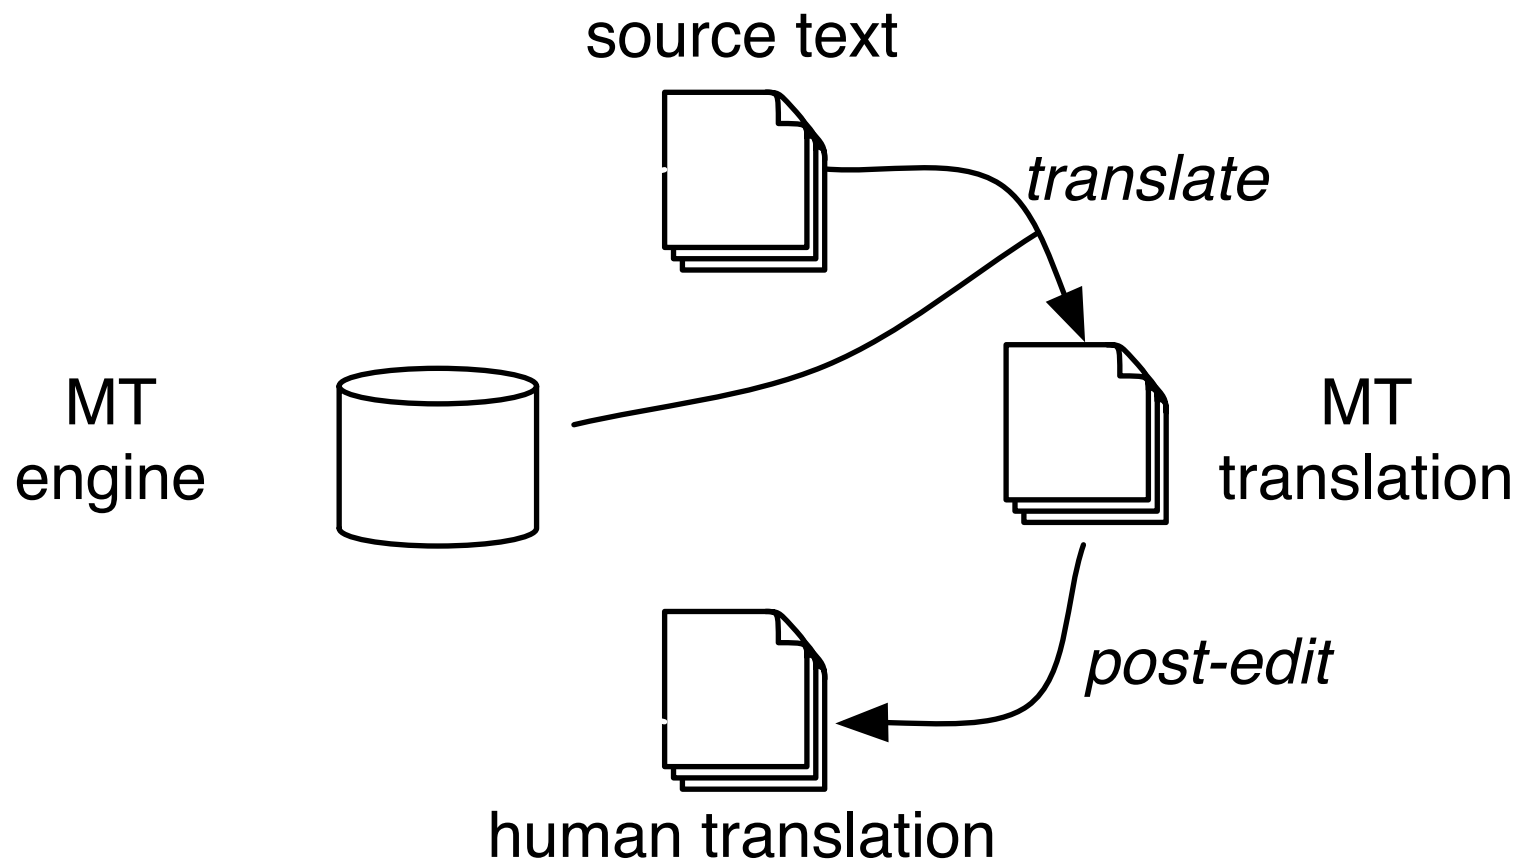 source text
translate
MT
engine
MT
translation
post-edit
human translation